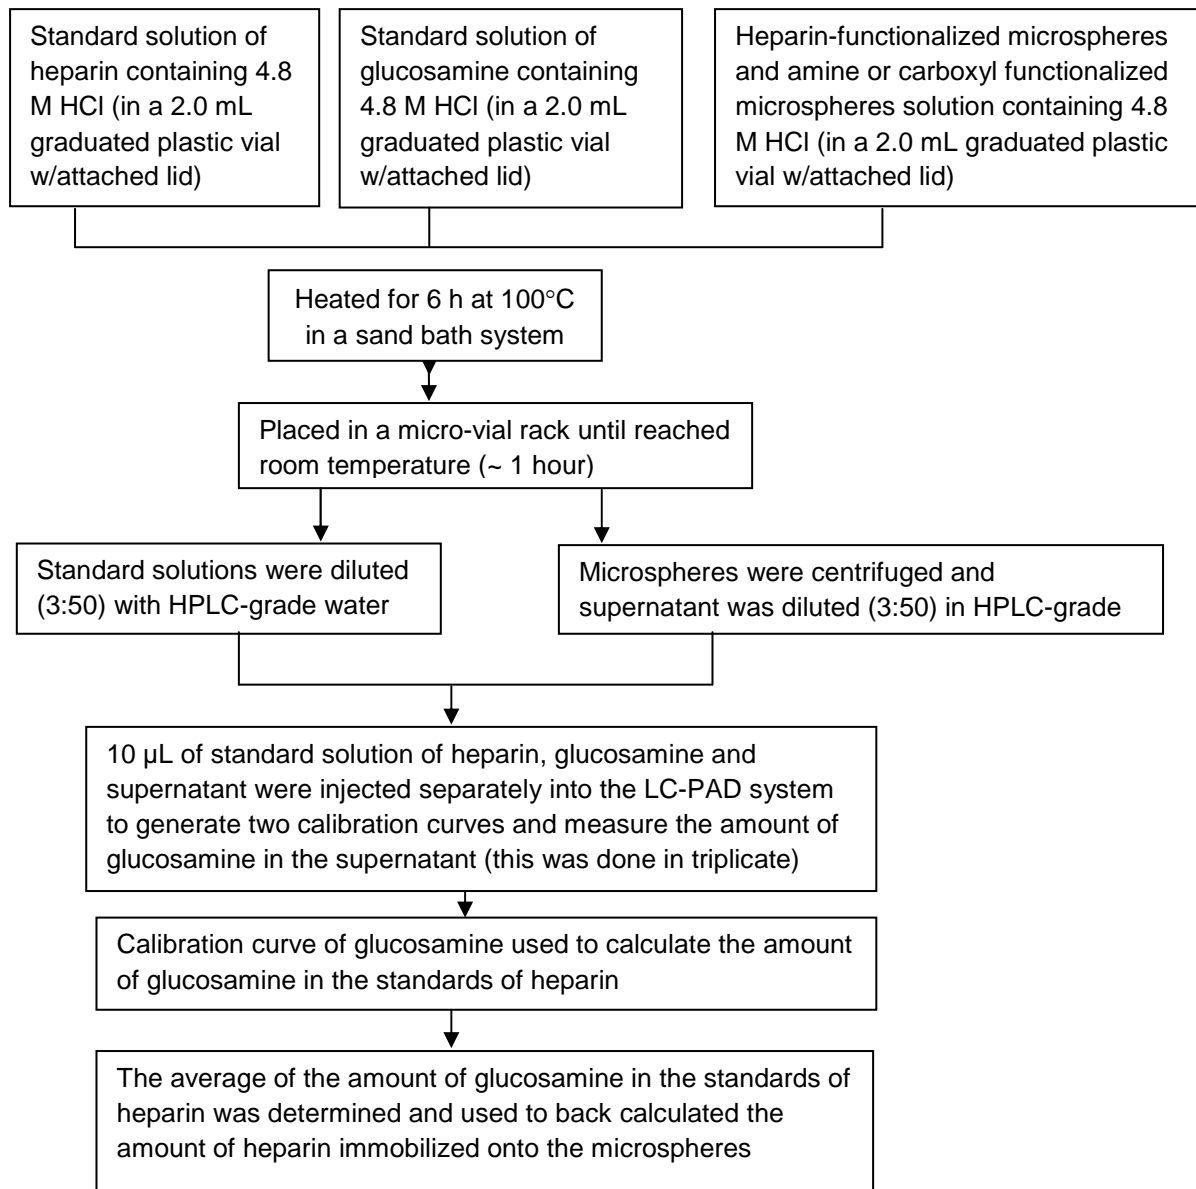 Standard solution of
heparin containing 4.8
M HCl (in a 2.0 mL
graduated plastic vial
w/attached lid)
Standard solution of
glucosamine containing
4.8 M HCl (in a 2.0 mL
graduated plastic vial
w/attached lid)
Heparin-functionalized microspheres
and amine or carboxyl functionalized
microspheres solution containing 4.8
M HCl (in a 2.0 mL graduated plastic
vial w/attached lid)
Heated for 6 h at 100°C
in a sand bath system
Placed in a micro-vial rack until reached
room temperature (~ 1 hour)
Standard solutions were diluted
(3:50) with HPLC-grade water
Microspheres were centrifuged and
supernatant was diluted (3:50) in HPLC-grade
10 µL of standard solution of heparin, glucosamine and
supernatant were injected separately into the LC-PAD system
to generate two calibration curves and measure the amount of
glucosamine in the supernatant (this was done in triplicate)
Calibration curve of glucosamine used to calculate the amount
of glucosamine in the standards of heparin
The average of the amount of glucosamine in the standards of
heparin was determined and used to back calculated the
amount of heparin immobilized onto the microspheres